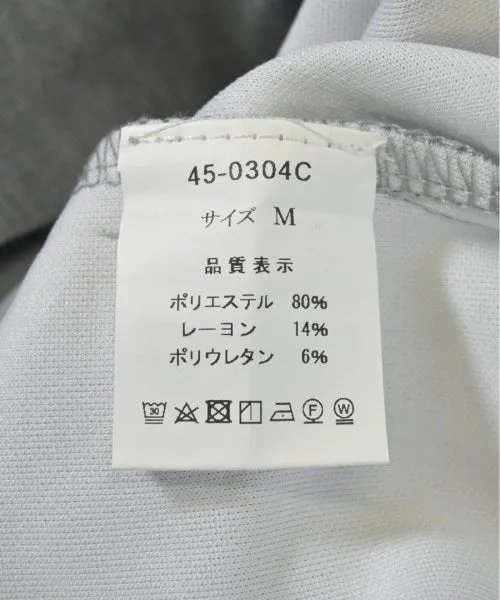 45-0304C
サイズ M
品質表示
ポリエステル 80%
レーヨン 14%
ポリウレタン 6%
30 F W